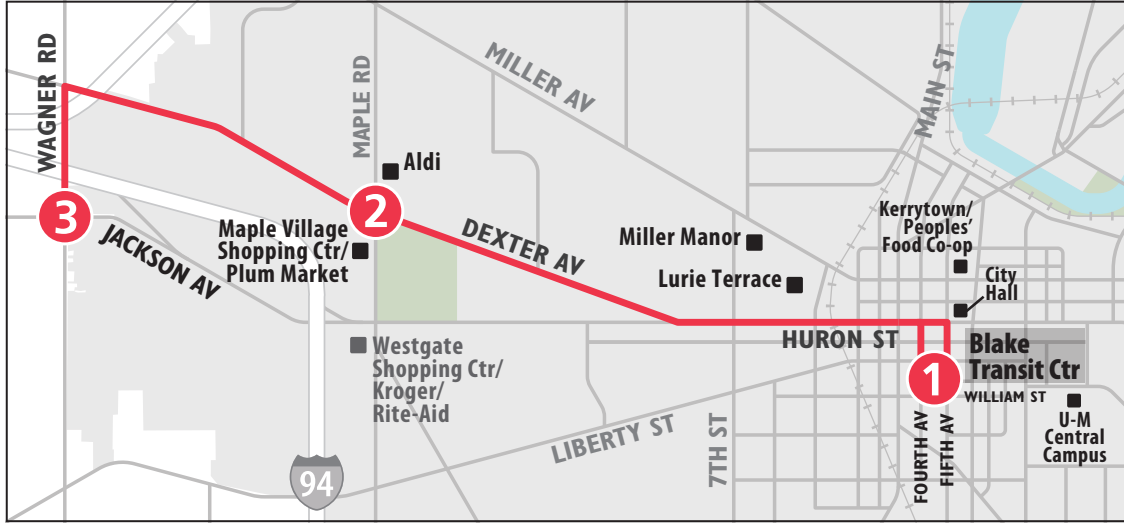 WAGNER RD
MAPLE RD
MILLER AV
MAIN ST
Aldi
3
2
JACKSON AV
Maple Village
Shopping Ctr/
Plum Market
DEXTER AV
Miller Manor
Lurie Terrace
Kerrytown/
Peoples'
Food Co-op
City
Hall
HURON ST
Westgate
Shopping Ctr/
Kroger/
Rite-Aid
1
Blake
Transit Ctr
WILLIAM ST
LIBERTY ST
7TH ST
FOURTH AV
FIFTH AV
U-M
Central
Campus
94